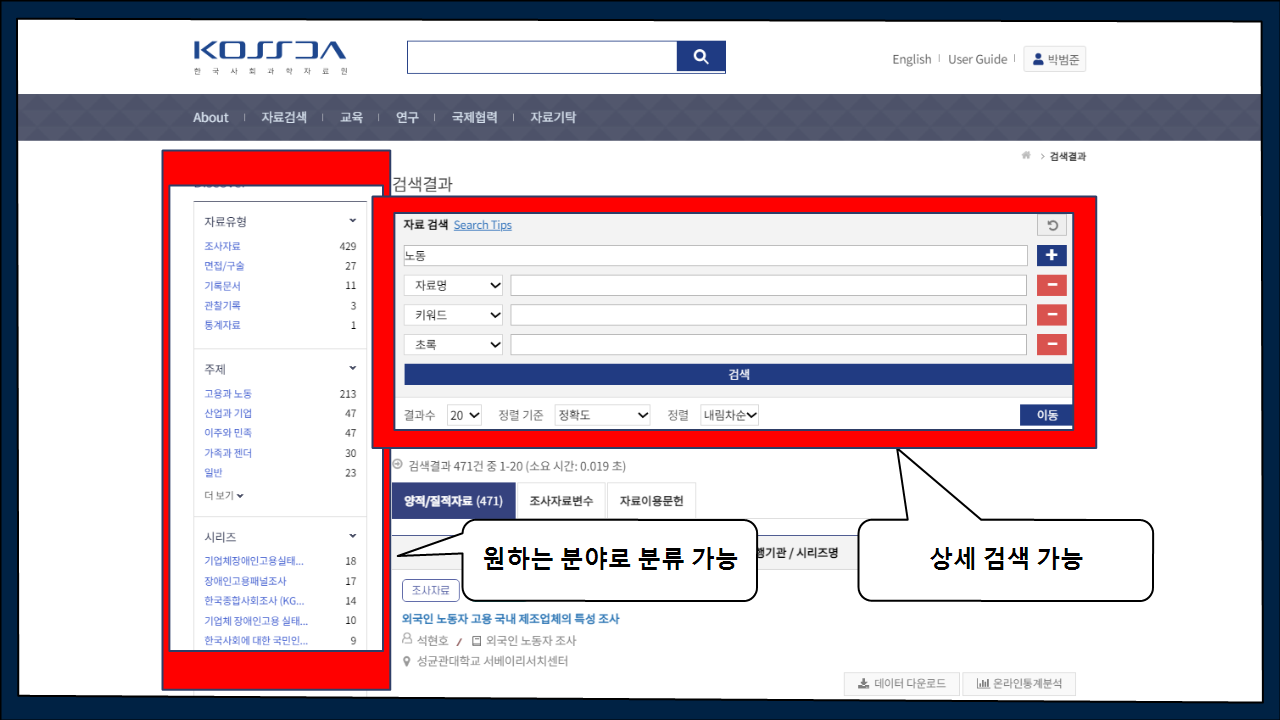 KOSSDA
한국사회과학자료원
English
User Guide
박범준
About
자료검색
교육
연구
국제협력
자료기탁
> 검색결과
검색결과
자료유형
조사자료 429
면접/구술 27
기록문서 11
관찰기록 3
통계자료 1
주제
고용과 노동 213
산업과 기업 47
이주와 민족 47
가족과 젠더 30
일반 23
더 보기
시리즈
기업체장애인고용실태... 18
장애인고용패널조사 17
한국종합사회조사 (KG... 14
기업체 장애인고용 실태... 10
한국사회에 대한 국민인... 9
자료 검색 Search Tips
노동
자료명
키워드
초록
검색
결과수 20 정렬 기준 정확도 정렬 내림차순 이동
검색결과 471건 중 1-20 (소요 시간: 0.019 초)
양적/질적자료 (471) 조사자료변수 자료이용문헌
행기관 / 시리즈명
원하는 분야로 분류 가능
상세 검색 가능
조사자료
외국인 노동자 고용 국내 제조업체의 특성 조사
석현호 / 외국인 노동자 조사
성균관대학교 서베이리서치센터
데이터 다운로드 온라인통계분석